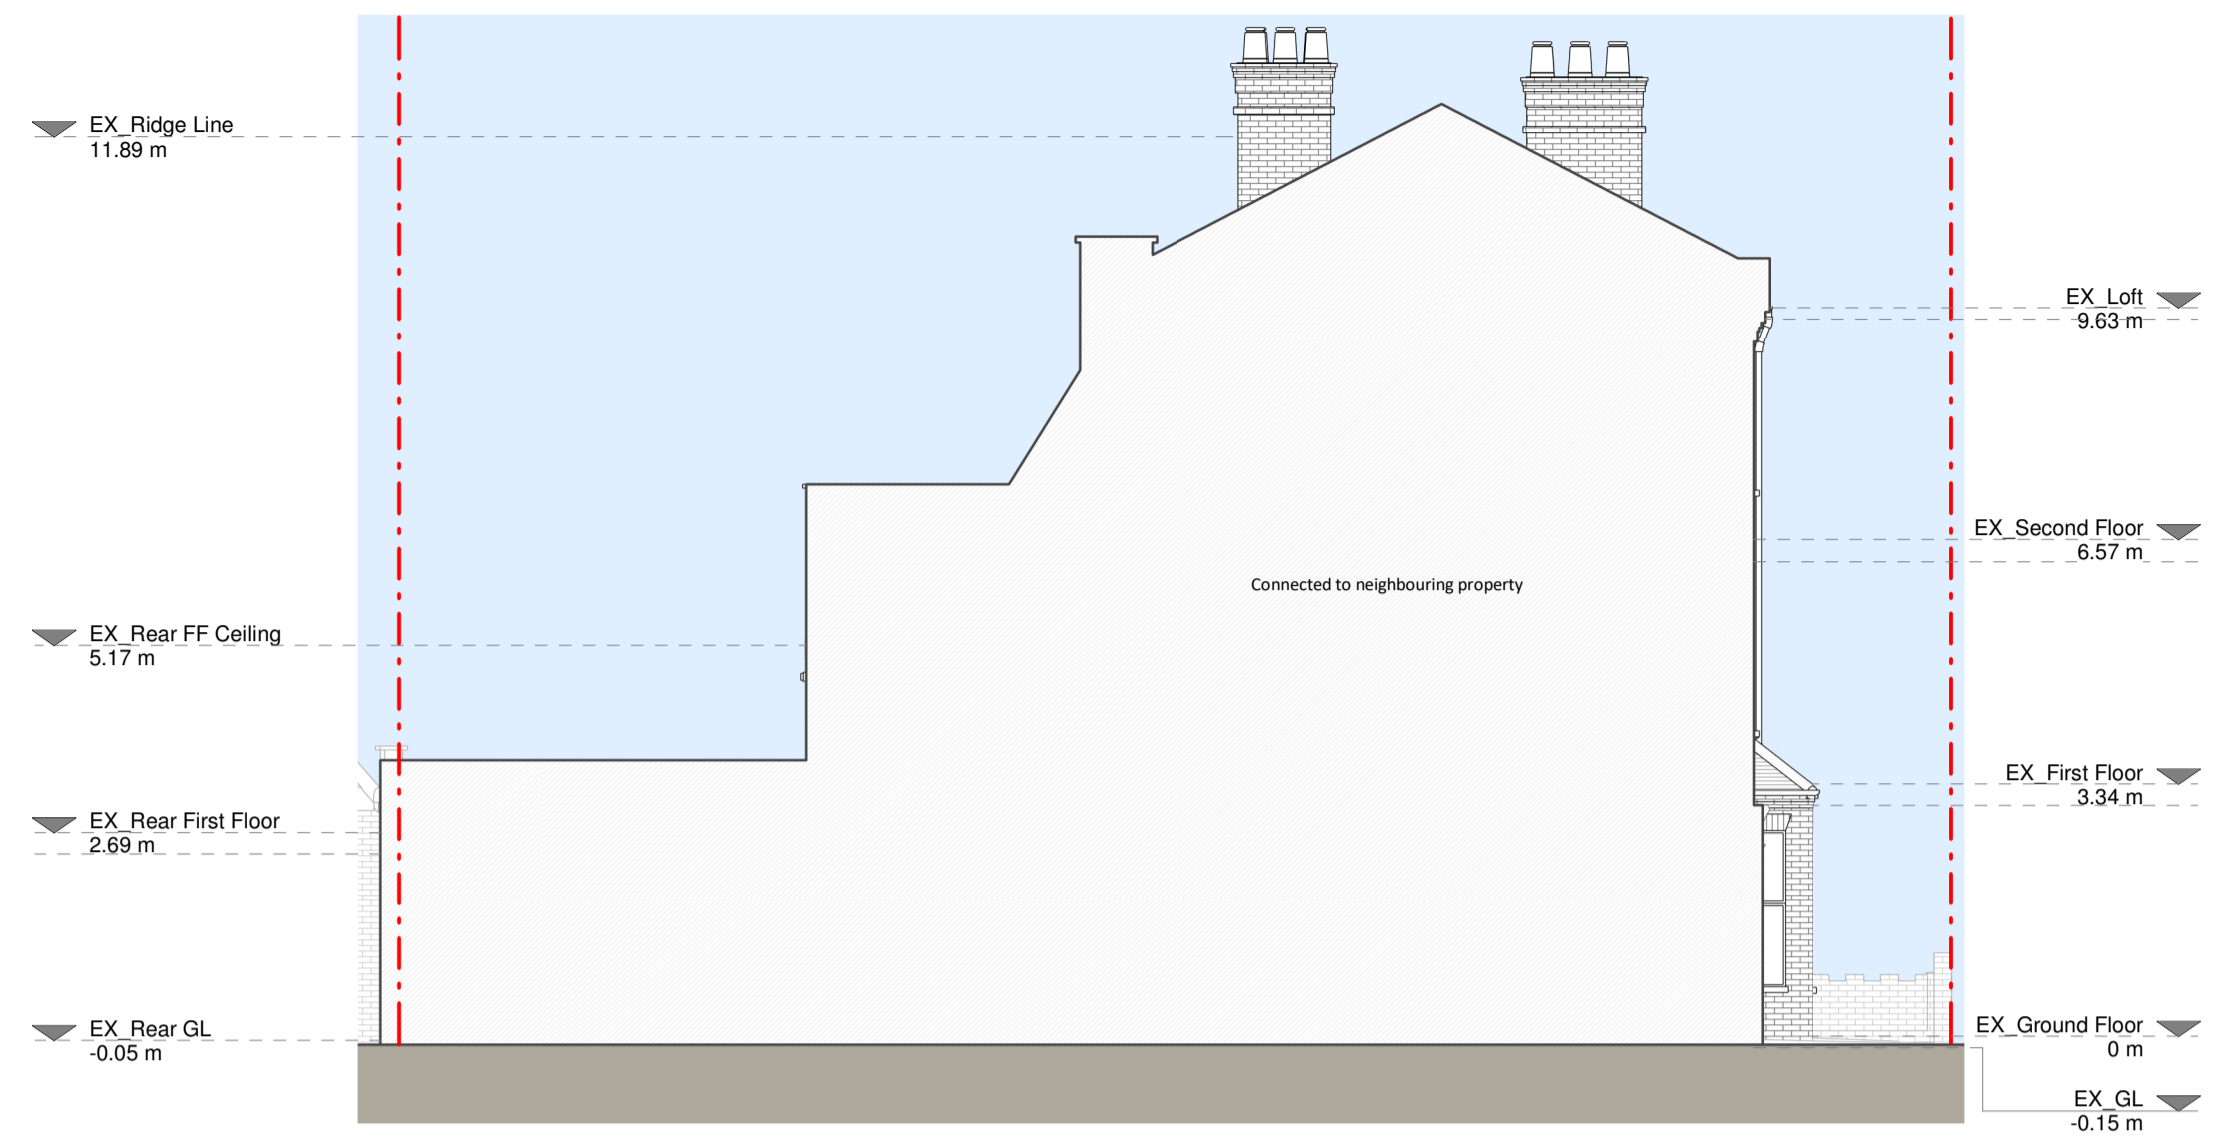 EX_Ridge Line
11.89 m
EX_Loft
9.63 m
EX_Second Floor
6.57 m
Connected to neighbouring property
EX_Rear FF Ceiling
5.17 m
EX_First Floor
3.34 m
EX_Rear First Floor
2.69 m
EX_Rear GL
-0.05 m
EX_Ground Floor
0 m
EX_GL
-0.15 m